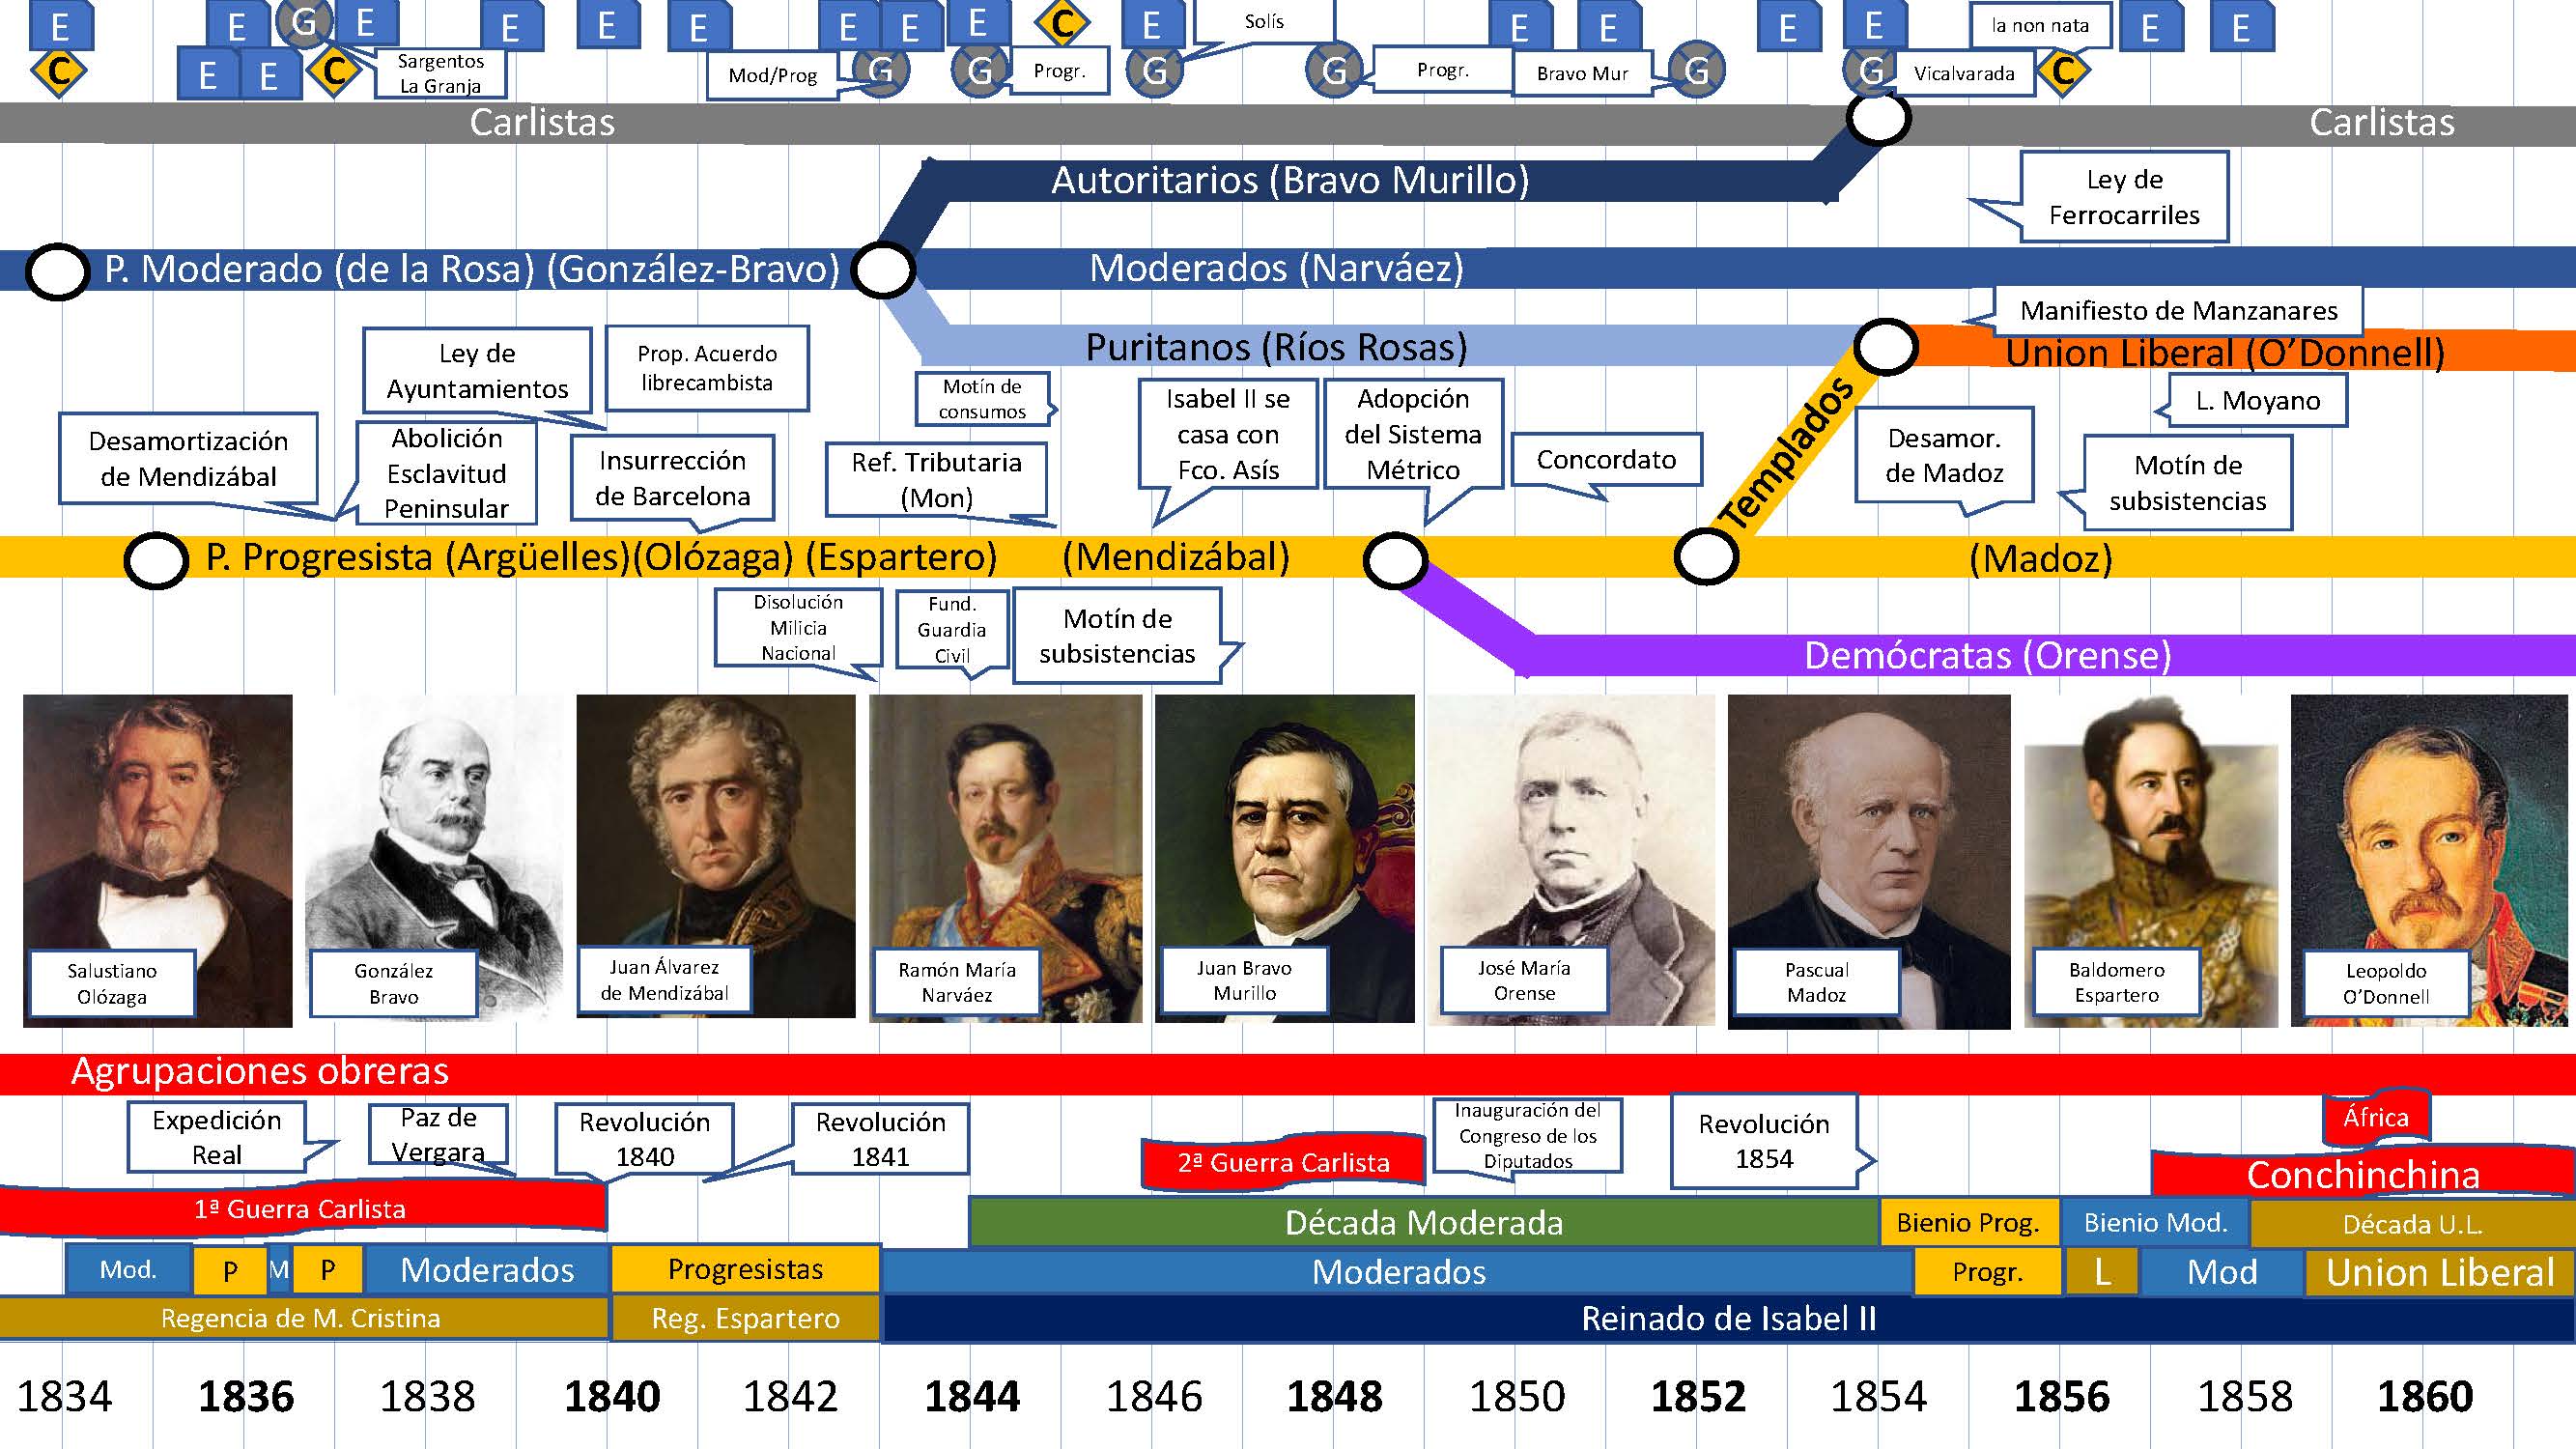 E
E
G
E
E
E
E
E
E
E
C
E
Solís
E
E
E
E
la non nata
E
E
C
E
E
C
Sargentos
La Granja
Mod/Prog
G
G
Progr.
G
G
Progr.
Bravo Mur
G
G
Vicalvarada
C
Carlistas
Carlistas
Autoritarios (Bravo Murillo)
Ley de
Ferrocarriles
P. Moderado (de la Rosa) (González-Bravo)
Moderados (Narváez)
Manifiesto de Manzanares
Puritanos (Ríos Rosas)
Union Liberal (O'Donnell)
Ley de
Ayuntamientos
Prop. Acuerdo
librecambista
Motín de
consumos
Isabel II se
casa con
Fco. Asís
Adopción
del Sistema
Métrico
Templados
L. Moyano
Desamortización
de Mendizábal
Abolición
Esclavitud
Peninsular
Insurrección
de Barcelona
Ref. Tributaria
(Mon)
Concordato
Desamor.
de Madoz
Motín de
subsistencias
P. Progresista (Argüelles)(Olózaga) (Espartero)
(Mendizábal)
(Madoz)
Disolución
Milicia
Nacional
Fund.
Guardia
Civil
Motín de
subsistencias
Demócratas (Orense)
Salustiano
Olózaga
González
Bravo
Juan Álvarez
de Mendizábal
Ramón María
Narváez
Juan Bravo
Murillo
José María
Orense
Pascual
Madoz
Baldomero
Espartero
Leopoldo
O'Donnell
Agrupaciones obreras
Expedición
Real
Paz de
Vergara
Revolución
1840
Revolución
1841
Inauguración del
Congreso de los
Diputados
Revolución
1854
África
2ª Guerra Carlista
Conchinchina
1ª Guerra Carlista
Década Moderada
Bienio Prog.
Bienio Mod.
Década U.L.
Mod.
P
M
P
Moderados
Progresistas
Moderados
Progr.
L
Mod
Union Liberal
Regencia de M. Cristina
Reg. Espartero
Reinado de Isabel II
1834
1836
1838
1840
1842
1844
1846
1848
1850
1852
1854
1856
1858
1860